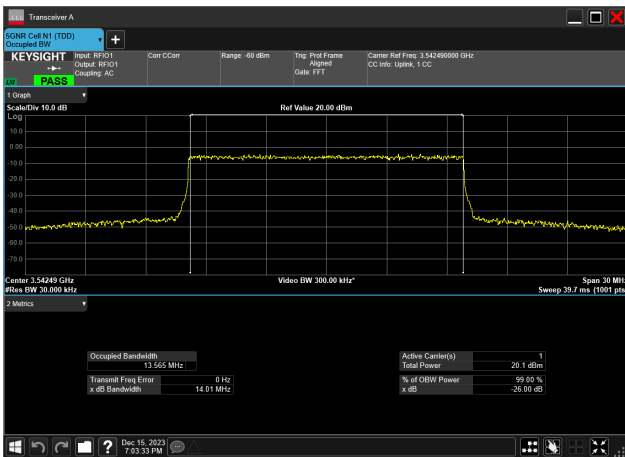 Transceiver A
5GNR Cell N1 (TDD)
Occupied BW
KEYSIGHT
PASS
Input: RFIO1
Output: RFIO1
Coupling: AC
Corr CCorr
Range: -60 dBm
Trig: Prot Frame
Aligned
Gate: FFT
Carrier Ref Freq: 3.542490000 GHz
CC Info: Uplink, 1 CC
1 Graph
Scale/Div 10.0 dB
Ref Value 20.00 dBm
Log
10.0
0.00
-10.0
-20.0
-30.0
-40.0
-50.0
-60.0
-70.0
Center 3.54249 GHz
Video BW 300.00 kHz^
Span 30 MHz
#Res BW 30.000 kHz
Sweep 39.7 ms (1001 pts
2 Metrics
Occupied Bandwidth
13.565 MHz
Transmit Freq Error 0 Hz
x dB Bandwidth 14.01 MHz
Active Carrier(s) 1
Total Power 20.1 dBm
% of OBW Power 99.00 %
x dB -26.00 dB
Dec 15, 2023
7:03:33 PM